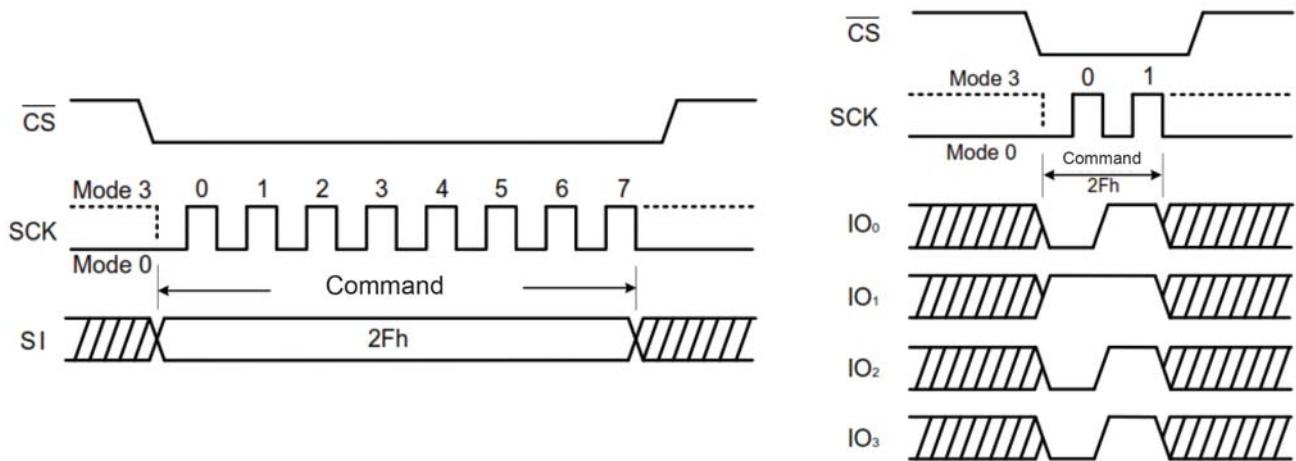 CS
Mode 3 0 1 2 3 4 5 6 7
SCK
Mode 0
Command
SI 2Fh
CS
Mode 3 0 1
SCK
Mode 0
Command
2Fh
IO₀
IO₁
IO₂
IO₃